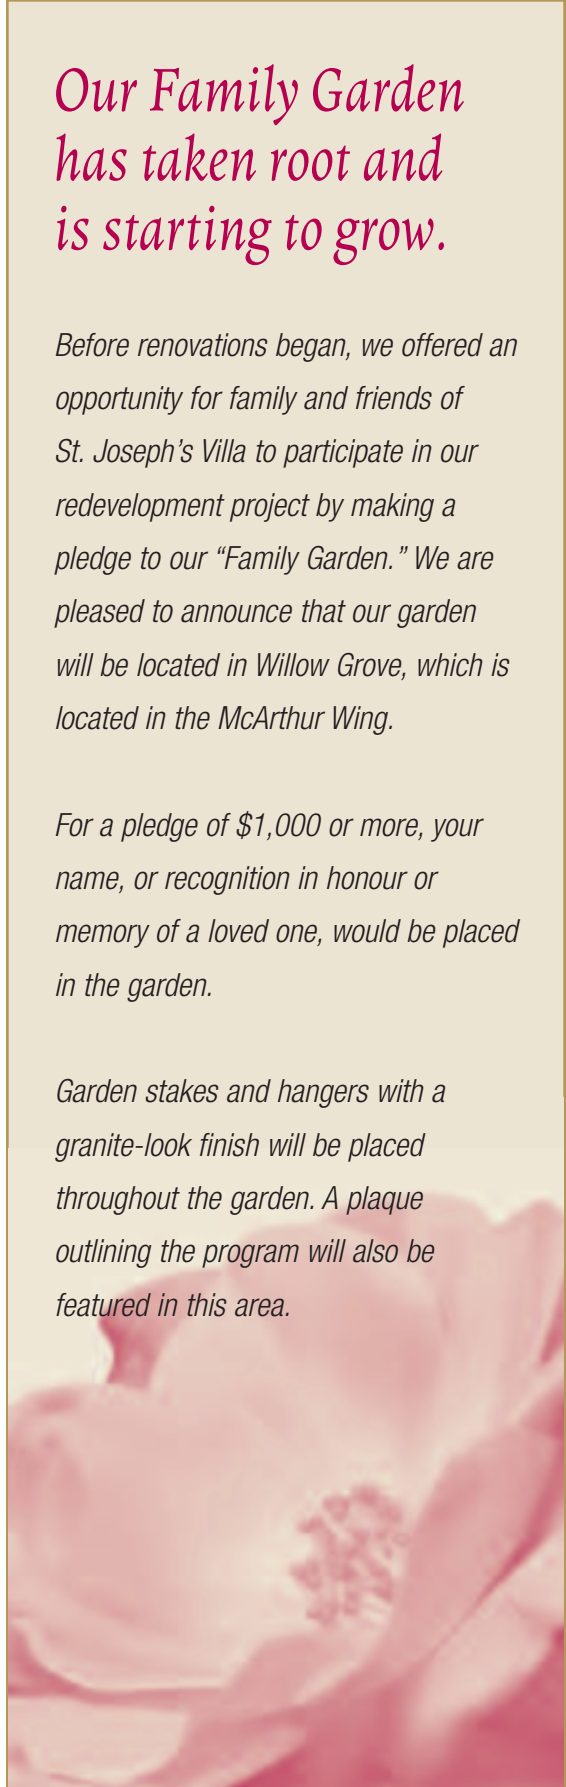 Our Family Garden
has taken root and
is starting to grow.
Before renovations began, we offered an
opportunity for family and friends of
St. Joseph’s Villa to participate in our
redevelopment project by making a
pledge to our “Family Garden.” We are
pleased to announce that our garden
will be located in Willow Grove, which is
located in the McArthur Wing.
For a pledge of $1,000 or more, your
name, or recognition in honour or
memory of a loved one, would be placed
in the garden.
Garden stakes and hangers with a
granite-look finish will be placed
throughout the garden. A plaque
outlining the program will also be
featured in this area.